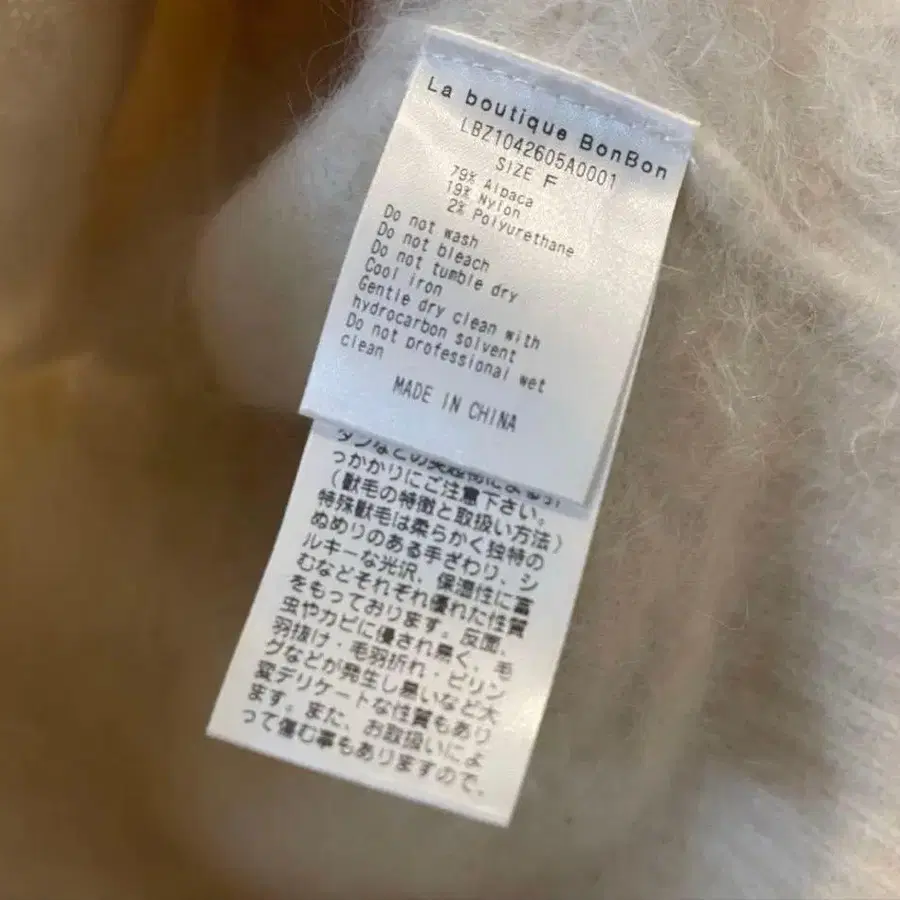 La boutique BonBon
LBZ1042605A0001
SIZE F
79% Alpaca
19% Nylon
2% Polyurethane
Do not wash
Do not bleach
Do not tumble dry
Cool iron
Gentle dry clean with
hydrocarbon solvent
Do not professional wet
clean
MADE IN CHINA
っかかりにご注意下さい。
(獣毛の特徴と取扱い方法)
特殊獣毛は柔らかく独特の
ぬめりのある手ざわり、シ
ルキーな光沢、保温性に富
むなどそれぞれ優れた性質
をもっております。反面、
虫やカビに侵され易く、毛
羽抜け・毛羽折れ・ピリン
グなどが発生し易いなど大
変デリケートな性質もあり
ます。また、お取扱いによ
って傷む事もありますので、